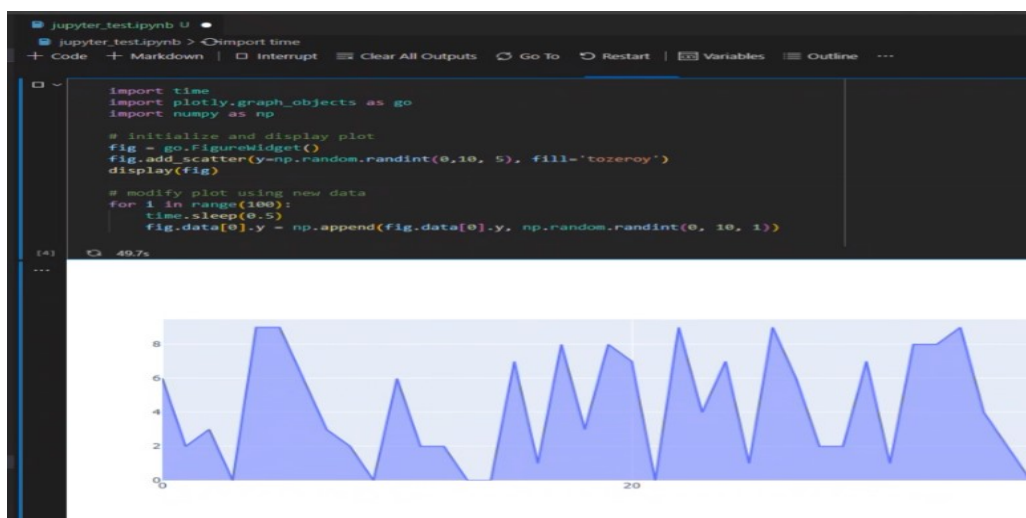 jupyter_test.ipynb U ●
jupyter_test.ipynb > import time
+ Code + Markdown | Interrupt Clear All Outputs Go To Restart | Variables Outline ...
import time
import plotly.graph_objects as go
import numpy as np
# initialize and display plot
fig = go.FigureWidget()
fig.add_scatter(y=np.random.randint(0,10, 5), fill='tozeroy')
display(fig)
# modify plot using new data
for i in range(100):
time.sleep(0.5)
fig.data[0].y = np.append(fig.data[0].y, np.random.randint(0, 10, 1))
[4] 49.7s
...
8
6
4
2
0
0 20